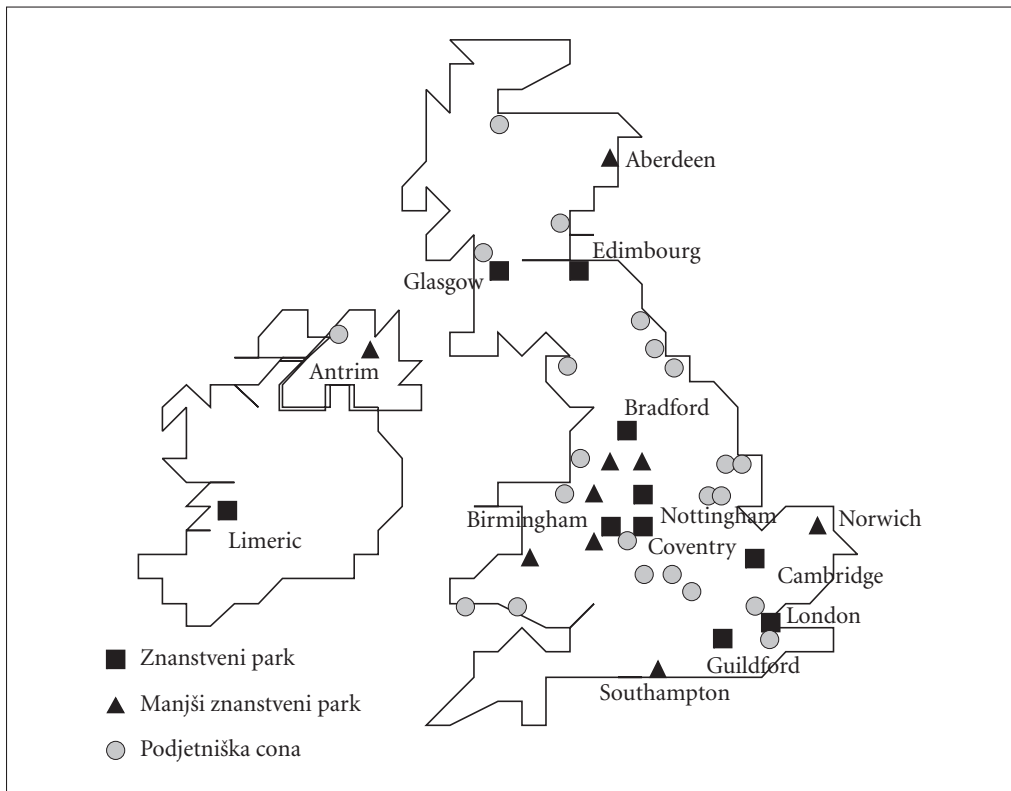 Aberdeen
Edimbourg
Glasgow
Antrim
Bradford
Birmingham
Nottingham
Norwich
Limeric
Coventry
Cambridge
London
Guildford
Southampton
Znanstveni park
Manjši znanstveni park
Podjetniška cona